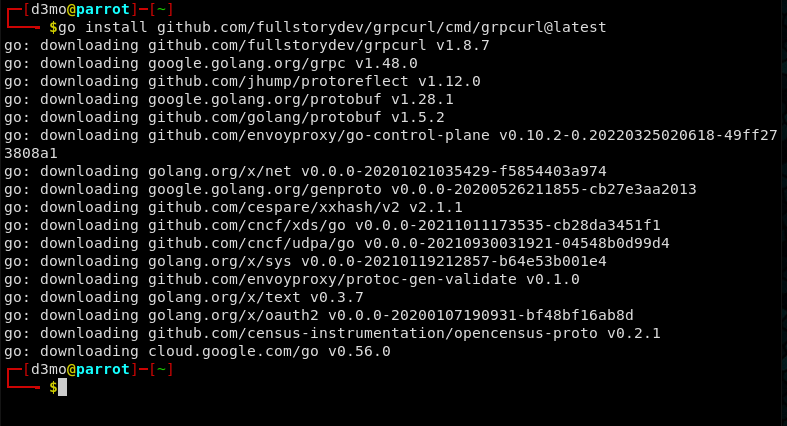 ┌─[d3mo@parrot]─[~]
└──╼ $go install github.com/fullstorydev/grpcurl/cmd/grpcurl@latest
go: downloading github.com/fullstorydev/grpcurl v1.8.7
go: downloading google.golang.org/grpc v1.48.0
go: downloading github.com/jhump/protoreflect v1.12.0
go: downloading google.golang.org/protobuf v1.28.1
go: downloading github.com/golang/protobuf v1.5.2
go: downloading github.com/envoyproxy/go-control-plane v0.10.2-0.20220325020618-49ff27
3808a1
go: downloading golang.org/x/net v0.0.0-20201021035429-f5854403a974
go: downloading google.golang.org/genproto v0.0.0-20200526211855-cb27e3aa2013
go: downloading github.com/cespare/xxhash/v2 v2.1.1
go: downloading github.com/cncf/xds/go v0.0.0-20211011173535-cb28da3451f1
go: downloading github.com/cncf/udpa/go v0.0.0-20210930031921-04548b0d99d4
go: downloading golang.org/x/sys v0.0.0-20210119212857-b64e53b001e4
go: downloading github.com/envoyproxy/protoc-gen-validate v0.1.0
go: downloading golang.org/x/text v0.3.7
go: downloading golang.org/x/oauth2 v0.0.0-20200107190931-bf48bf16ab8d
go: downloading github.com/census-instrumentation/opencensus-proto v0.2.1
go: downloading cloud.google.com/go v0.56.0
┌─[d3mo@parrot]─[~]
└──╼ $